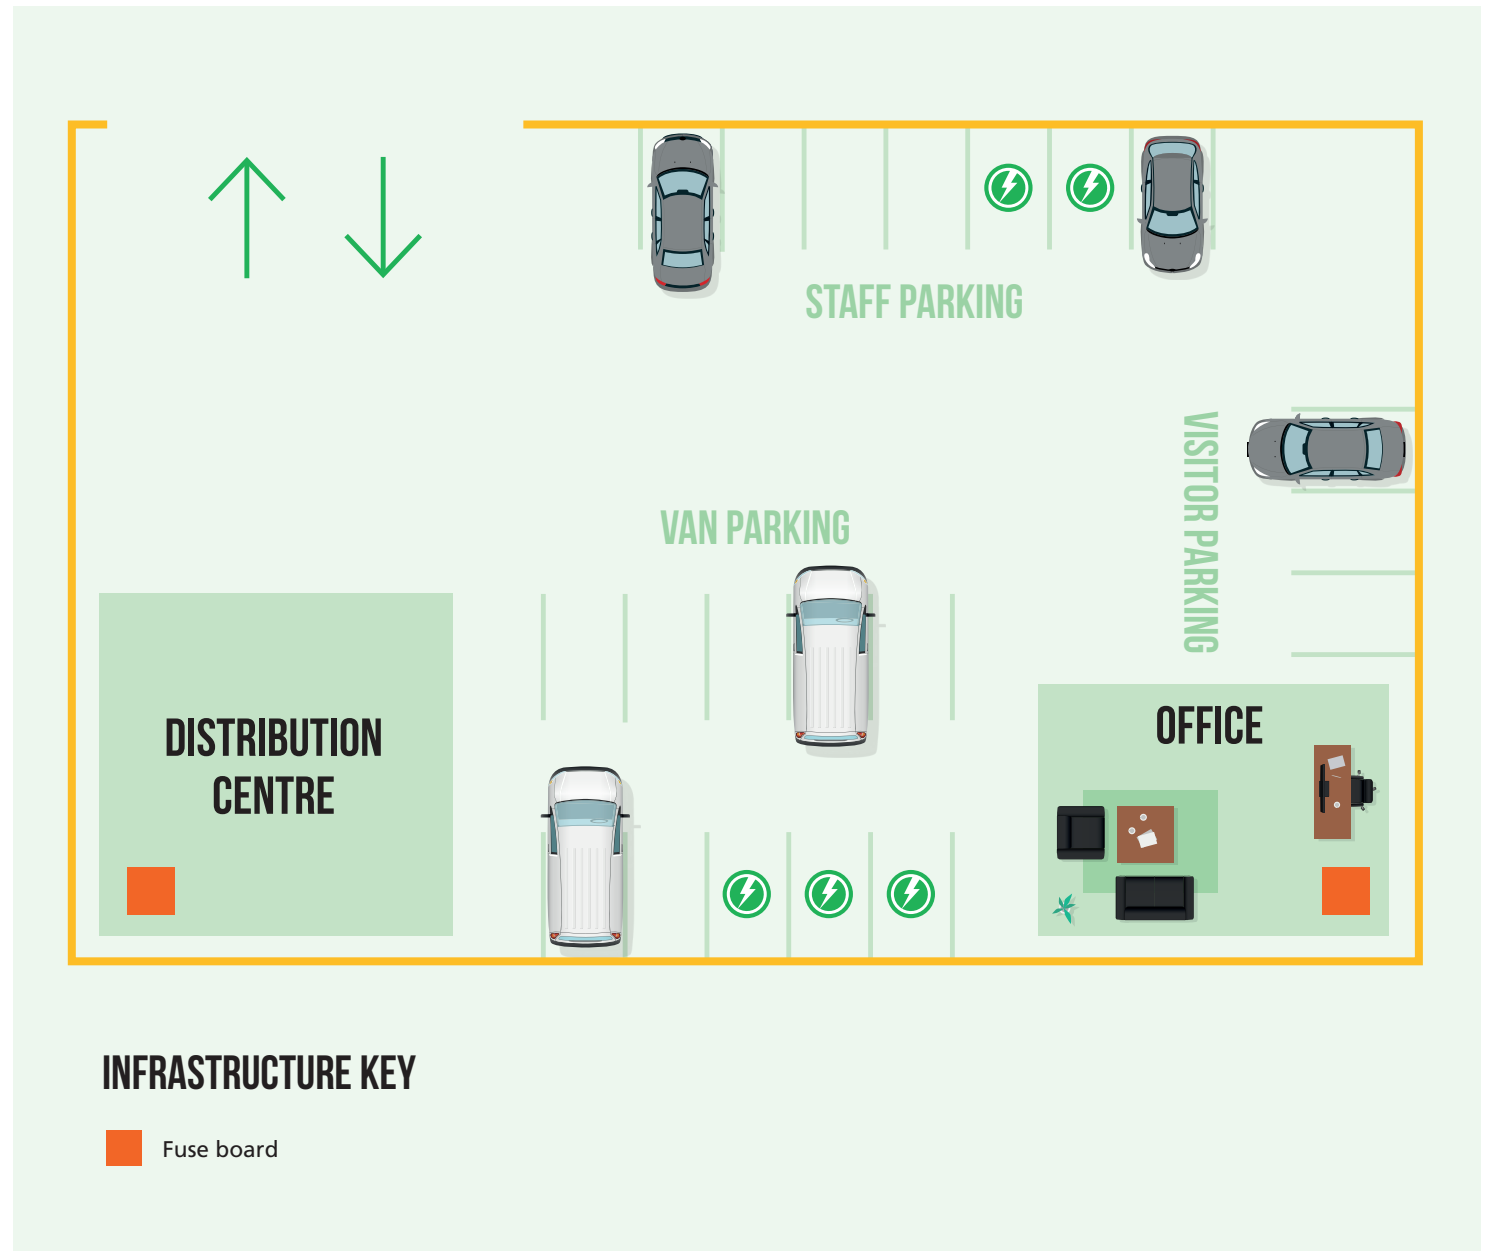 STAFF PARKING
VISITOR PARKING
VAN PARKING
DISTRIBUTION
CENTRE
OFFICE
INFRASTRUCTURE KEY
Fuse board